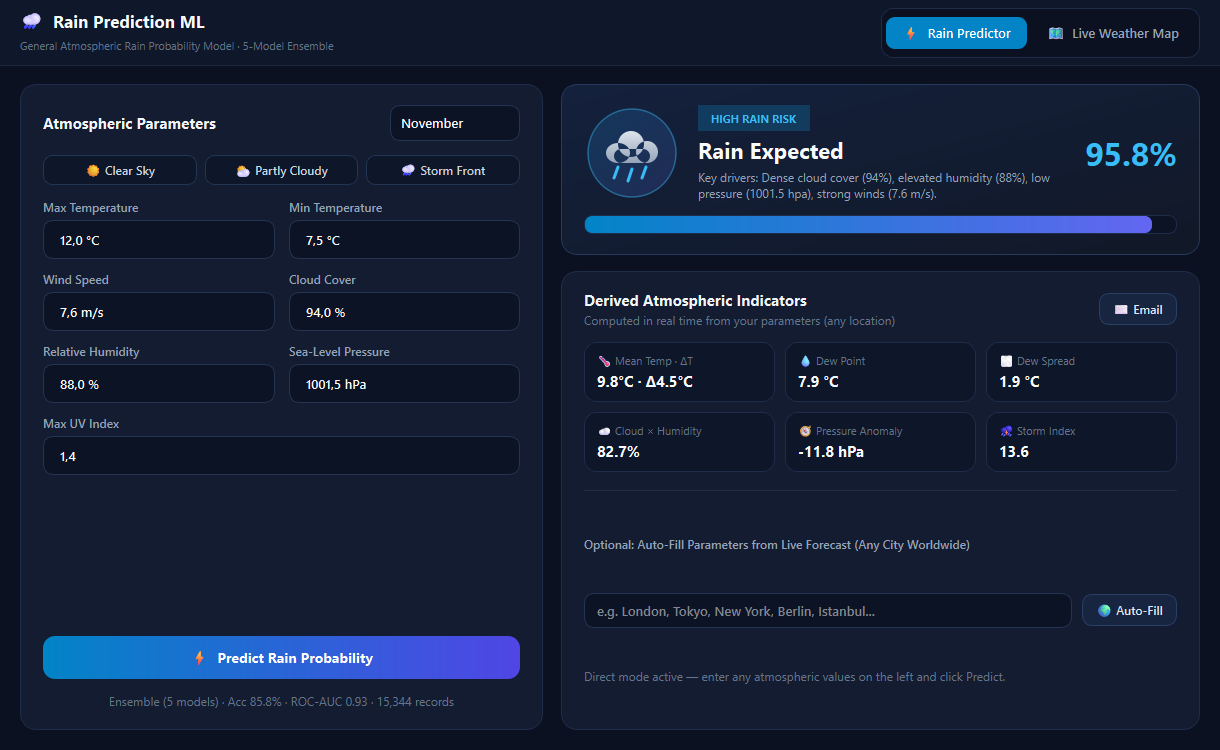 Rain Prediction ML
General Atmospheric Rain Probability Model · 5-Model Ensemble
Rain Predictor
Live Weather Map
Atmospheric Parameters
November
Clear Sky
Partly Cloudy
Storm Front
Max Temperature
Min Temperature
12,0 °C
7,5 °C
Wind Speed
Cloud Cover
7,6 m/s
94,0 %
Relative Humidity
Sea-Level Pressure
88,0 %
1001,5 hPa
Max UV Index
1,4
Predict Rain Probability
Ensemble (5 models) · Acc 85.8% · ROC-AUC 0.93 · 15,344 records
HIGH RAIN RISK
Rain Expected
95.8%
Key drivers: Dense cloud cover (94%), elevated humidity (88%), low
pressure (1001.5 hpa), strong winds (7.6 m/s).
Derived Atmospheric Indicators
Computed in real time from your parameters (any location)
Email
Mean Temp · ΔT
9.8°C · Δ4.5°C
Dew Point
7.9 °C
Dew Spread
1.9 °C
Cloud × Humidity
82.7%
Pressure Anomaly
-11.8 hPa
Storm Index
13.6
Optional: Auto-Fill Parameters from Live Forecast (Any City Worldwide)
e.g. London, Tokyo, New York, Berlin, Istanbul...
Auto-Fill
Direct mode active — enter any atmospheric values on the left and click Predict.